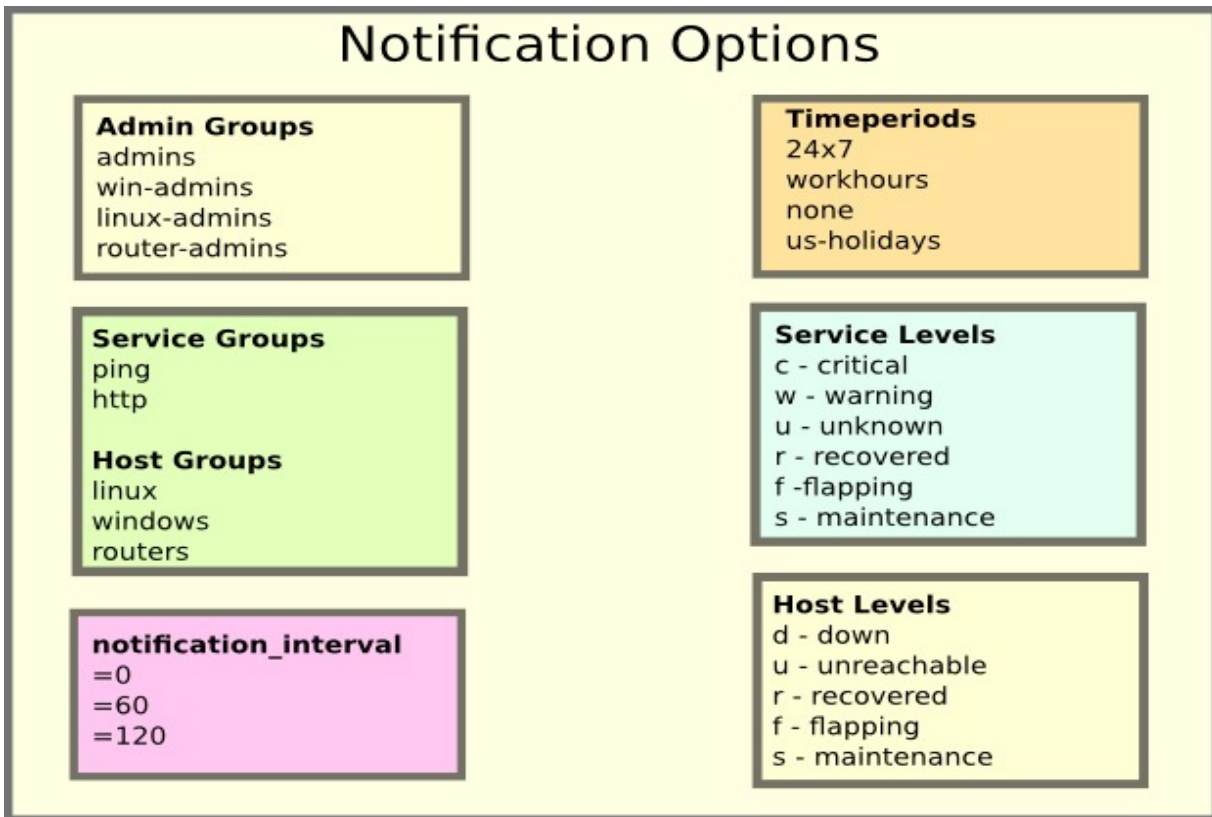 Notification Options
Admin Groups
admins
win-admins
linux-admins
router-admins
Service Groups
ping
http
Host Groups
linux
windows
routers
notification_interval
=0
=60
=120
Timeperiods
24x7
workhours
none
us-holidays
Service Levels
c - critical
w - warning
u - unknown
r - recovered
f -flapping
s - maintenance
Host Levels
d - down
u - unreachable
r - recovered
f - flapping
s - maintenance